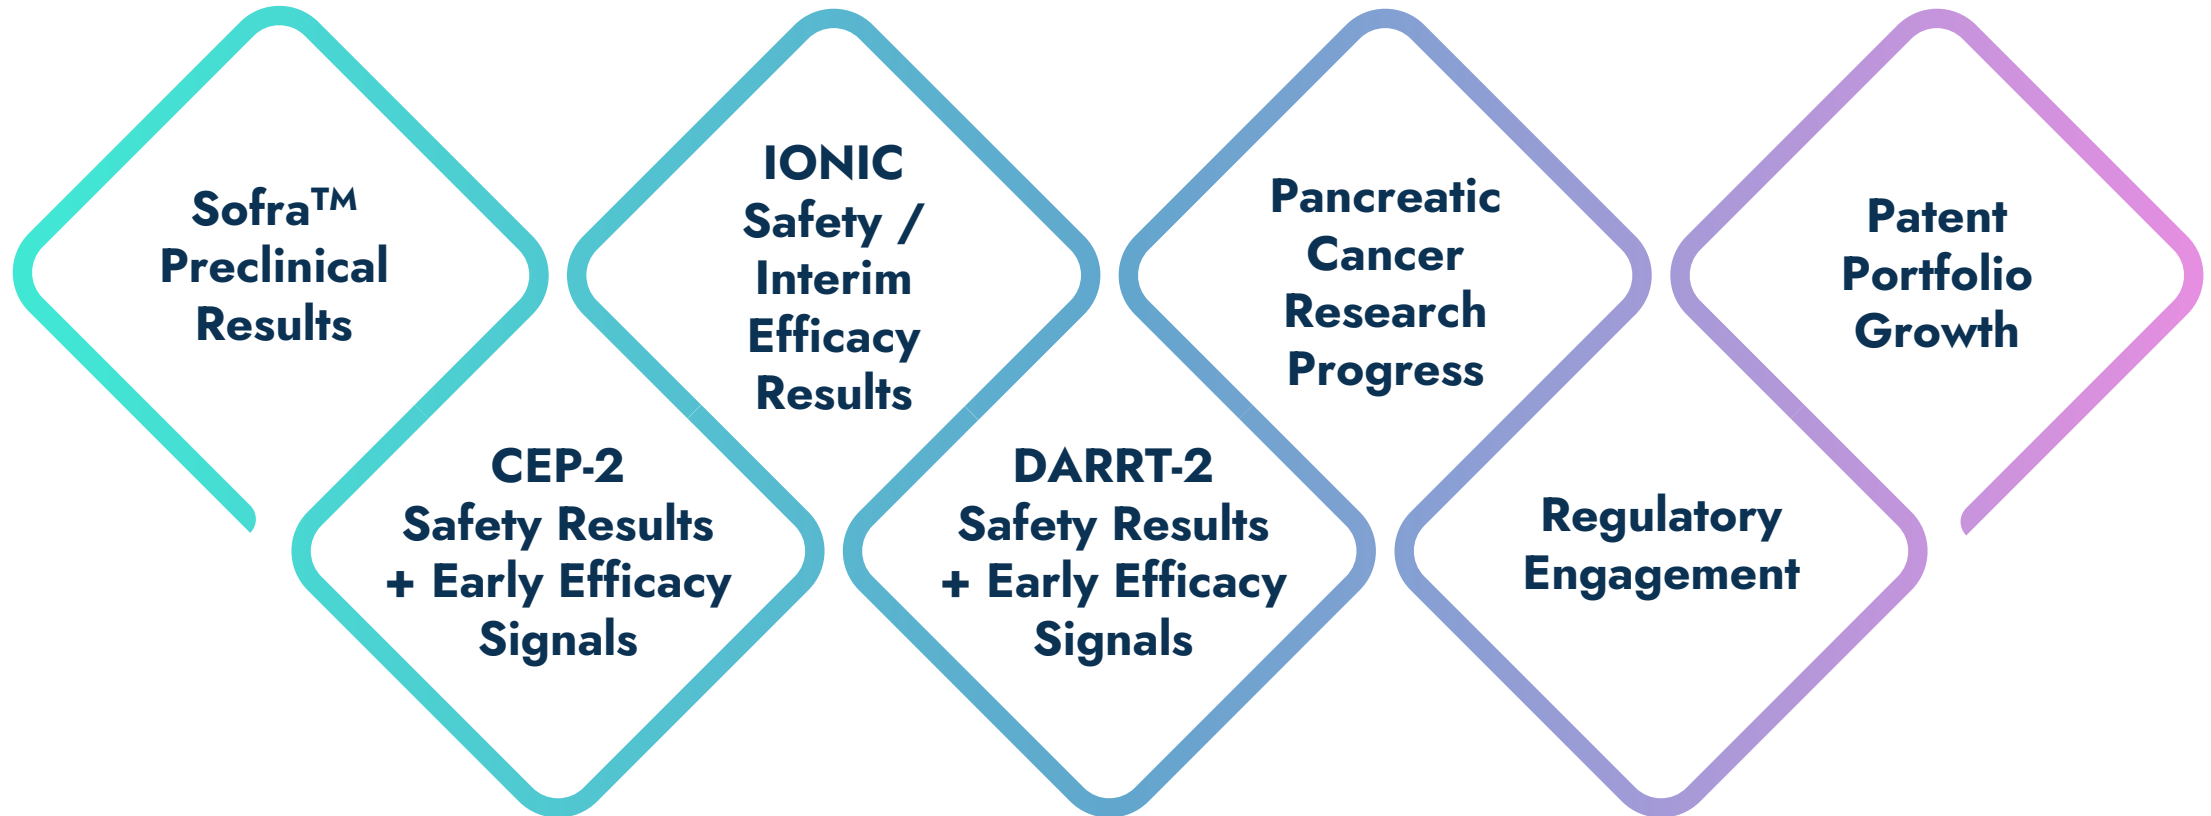 Sofra™
Preclinical
Results
CEP-2
Safety Results
+ Early Efficacy
Signals
IONIC
Safety /
Interim
Efficacy
Results
DARRT-2
Safety Results
+ Early Efficacy
Signals
Pancreatic
Cancer
Research
Progress
Regulatory
Engagement
Patent
Portfolio
Growth